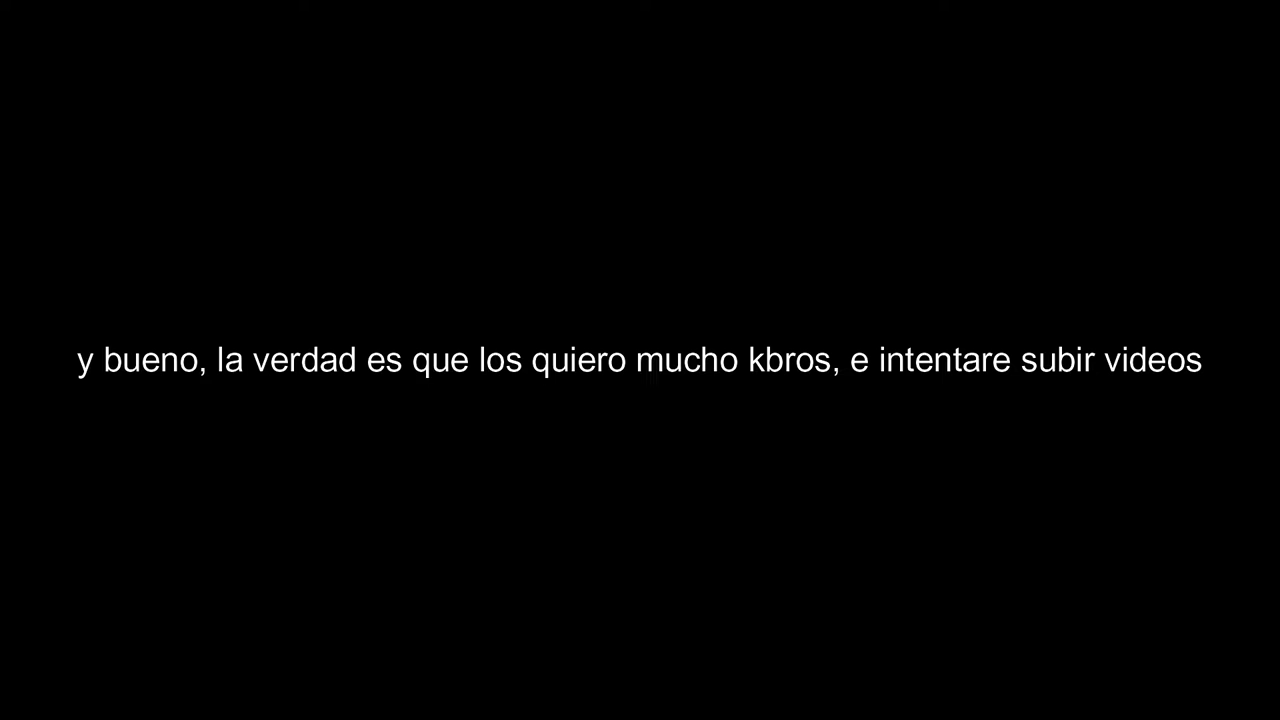 y bueno, la verdad es que los quiero mucho kbros, e intentare subir videos